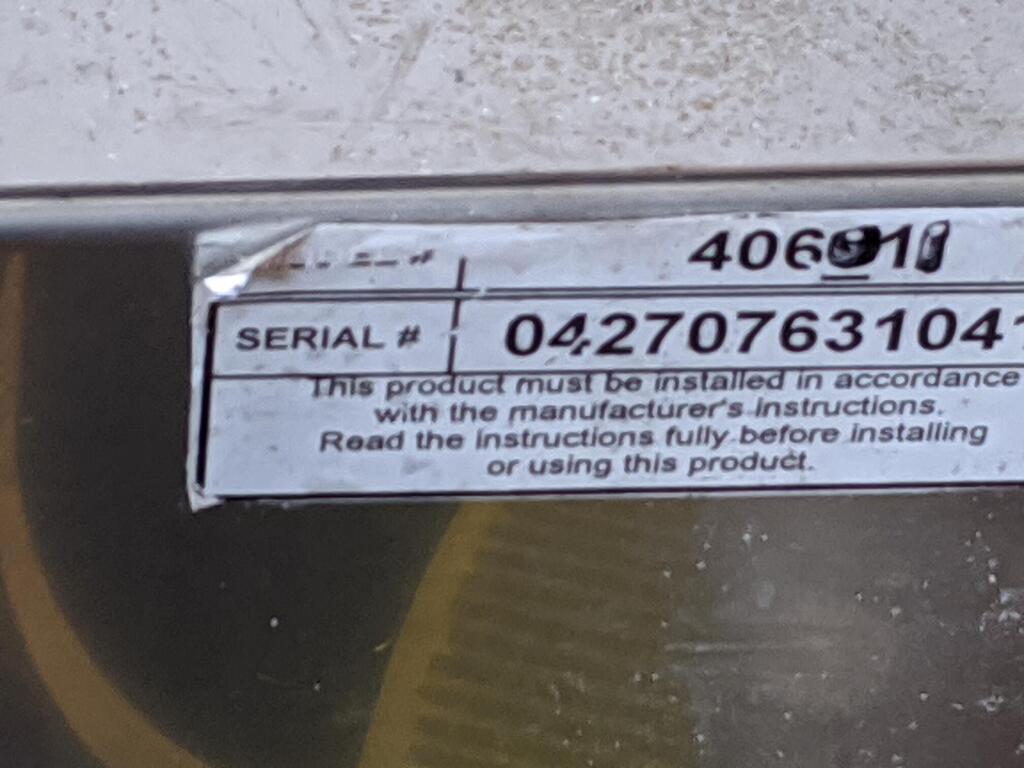 SERIAL # 04270763104
This product must be installed in accordance
with the manufacturer's instructions.
Read the instructions fully before installing
or using this product.